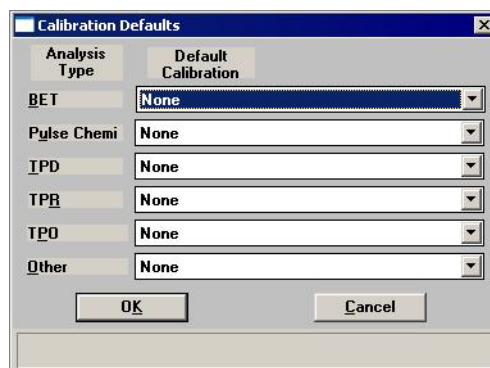 Calibration Defaults
Analysis Type
Default Calibration
BET None
Pulse Chemi None
TPD None
TPR None
TPO None
Other None
OK Cancel